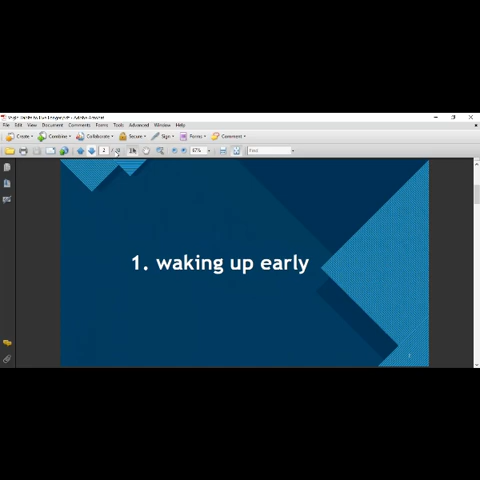 File Edit View Document Comments Forms Tools Advanced Window Help
Create Combine Collaborate Secure Sign Forms Comment
2 67% Find
1. waking up early